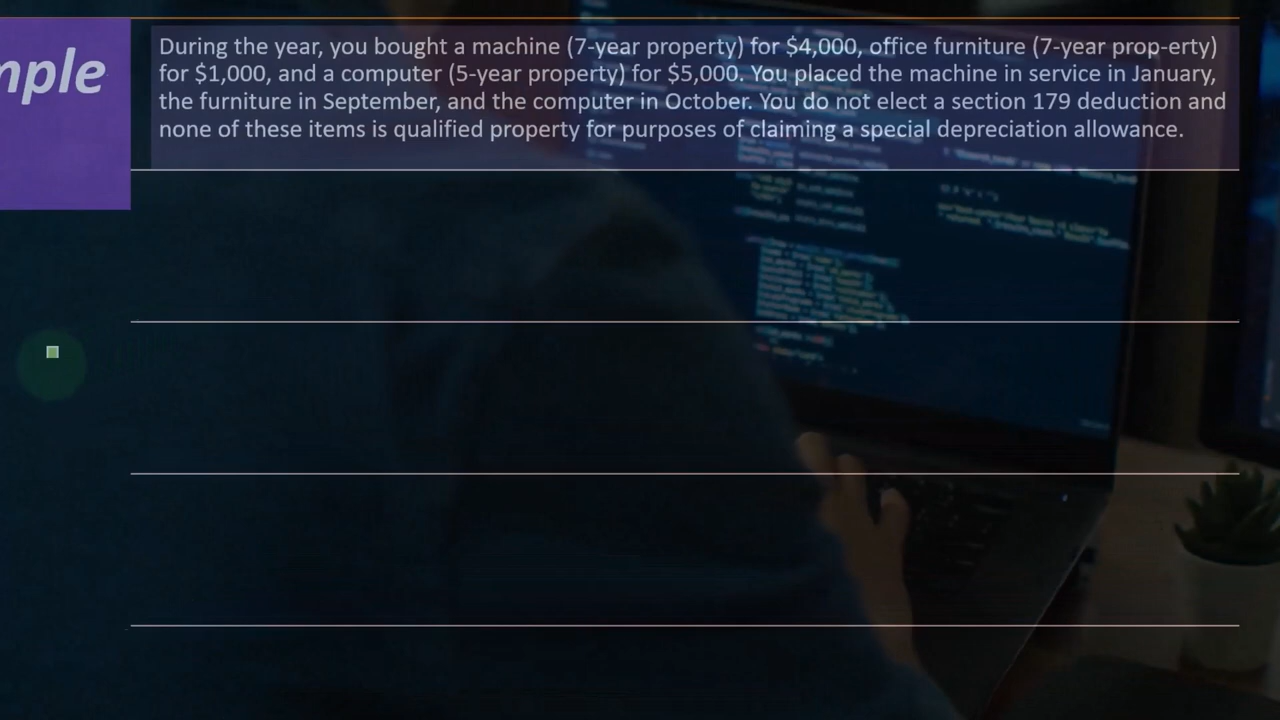 mple
During the year, you bought a machine (7-year property) for $4,000, office furniture (7-year prop-erty)
for $1,000, and a computer (5-year property) for $5,000. You placed the machine in service in January,
the furniture in September, and the computer in October. You do not elect a section 179 deduction and
none of these items is qualified property for purposes of claiming a special depreciation allowance.